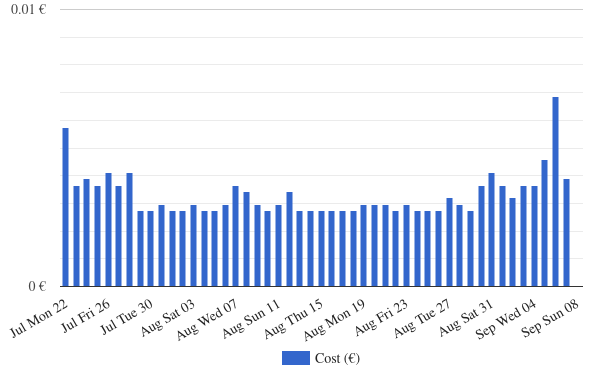 0.01 €
0 €
Jul Mon 22
Jul Fri 26
Jul Tue 30
Aug Sat 03
Aug Wed 07
Aug Sun 11
Aug Thu 15
Aug Mon 19
Aug Fri 23
Aug Tue 27
Aug Sat 31
Sep Wed 04
Sep Sun 08
Cost (€)